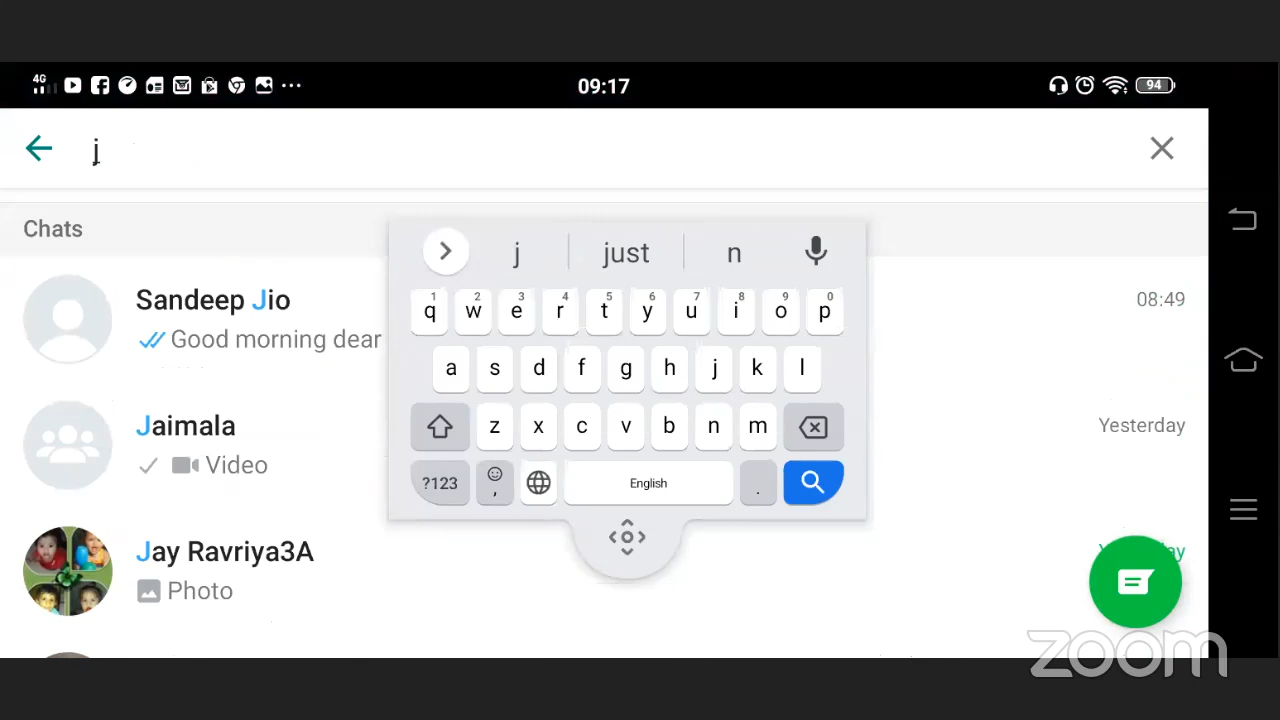 4G 09:17 94
j
Chats
j just n
Sandeep Jio 08:49
Good morning dear
1 2 3 4 5 6 7 8 9 0
q w e r t y u i o p
a s d f g h j k l
Jaimala Yesterday
z x c v b n m
Video
?123 , English .
Jay Ravriya3A
Photo
zoom